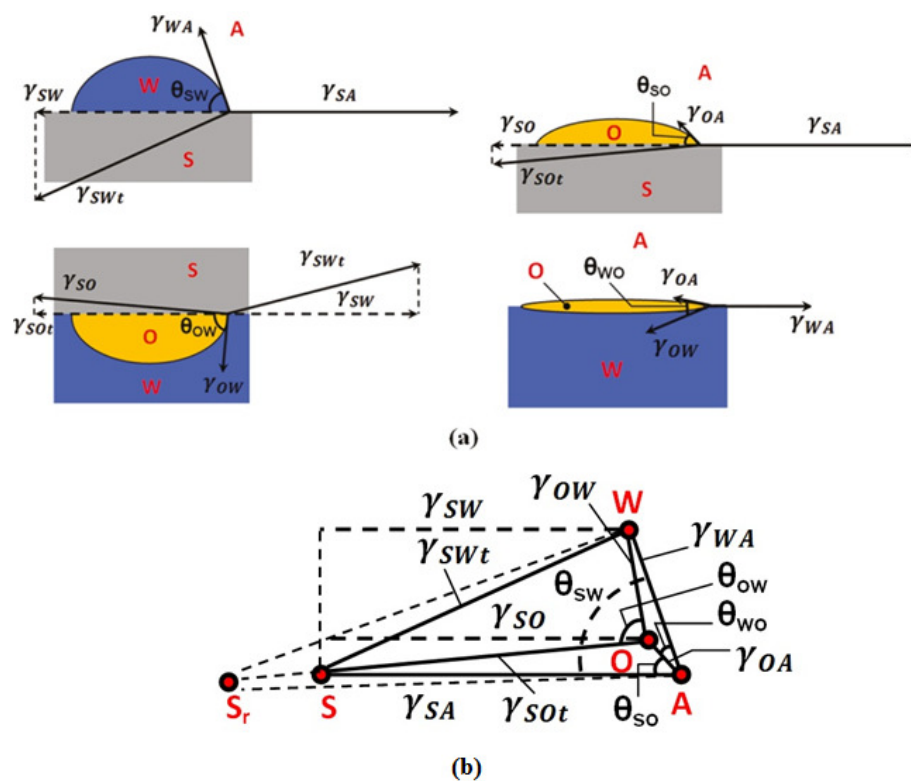 γWA A
γSW W θSW γSA
S
γSWt
A
θSO γOA
γSO O γSA
γSOt S
S γSWt
γSO γSW
γSOt O θOW
W γOW
A
O θWO γOA
γWA
γOW
W
(a)
γOW W
γSW
γSWt γWA
θSW θOW
γSO θWO
O γOA
Sr S A
γSA γSOt θSO
(b)